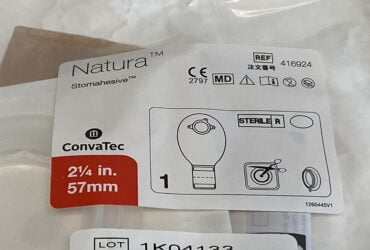 Natura™
Stomahesive™
REF 416924
注文番号
CE
2797
MD
STERILE R
m
ConvaTec
2¼ in.
57mm
1
126544SV1
LOT 1K04133